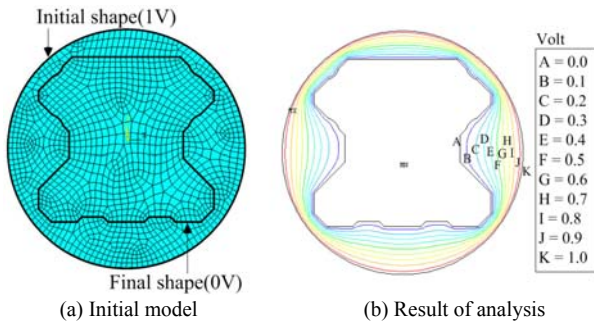 Initial shape(1V)
Final shape(0V)
(a) Initial model
Volt
A = 0.0
B = 0.1
C = 0.2
D = 0.3
E = 0.4
F = 0.5
G = 0.6
H = 0.7
I = 0.8
J = 0.9
K = 1.0
A
B
C
D
E
F
G
H
I
J
K
(b) Result of analysis